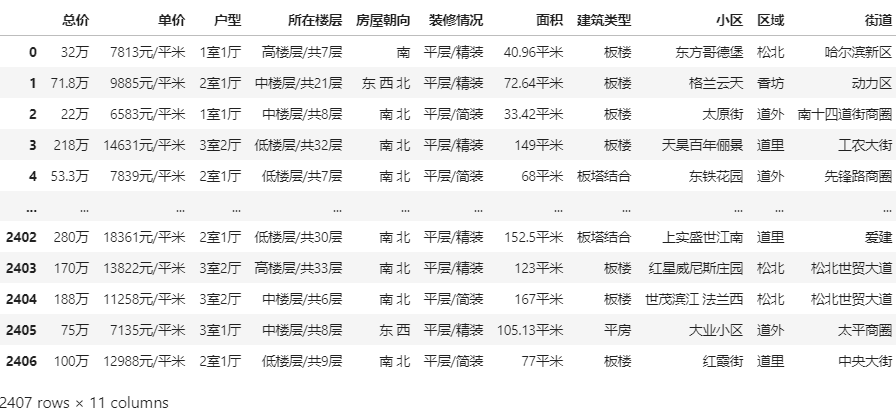 总价 单价 户型 所在楼层 房屋朝向 装修情况 面积 建筑类型 小区 区域 街道
0 32万 7813元/平米 1室1厅 高楼层/共7层 南 平层/精装 40.96平米 板楼 东方哥德堡 松北 哈尔滨新区
1 71.8万 9885元/平米 2室1厅 中楼层/共21层 东 西 北 平层/精装 72.64平米 板楼 格兰云天 香坊 动力区
2 22万 6583元/平米 1室1厅 中楼层/共8层 南 北 平层/简装 33.42平米 板楼 太原街 道外 南十四道街商圈
3 218万 14631元/平米 3室2厅 低楼层/共32层 南 北 平层/精装 149平米 板楼 天昊百年俪景 道里 工农大街
4 53.3万 7839元/平米 2室1厅 低楼层/共7层 南 北 平层/简装 68平米 板塔结合 东铁花园 道外 先锋路商圈
... ... ... ... ... ... ... ... ... ... ... ...
2402 280万 18361元/平米 2室1厅 低楼层/共30层 南 北 平层/精装 152.5平米 板塔结合 上实盛世江南 道里 爱建
2403 170万 13822元/平米 3室2厅 高楼层/共33层 南 北 平层/精装 123平米 板楼 红星威尼斯庄园 松北 松北世贸大道
2404 188万 11258元/平米 3室2厅 中楼层/共6层 南 北 平层/简装 167平米 板楼 世茂滨江 法兰西 松北 松北世贸大道
2405 75万 7135元/平米 3室1厅 中楼层/共8层 东 西 平层/精装 105.13平米 平房 大业小区 道外 太平商圈
2406 100万 12988元/平米 2室1厅 低楼层/共9层 南 北 平层/简装 77平米 板楼 红霞街 道里 中央大街
2407 rows × 11 columns